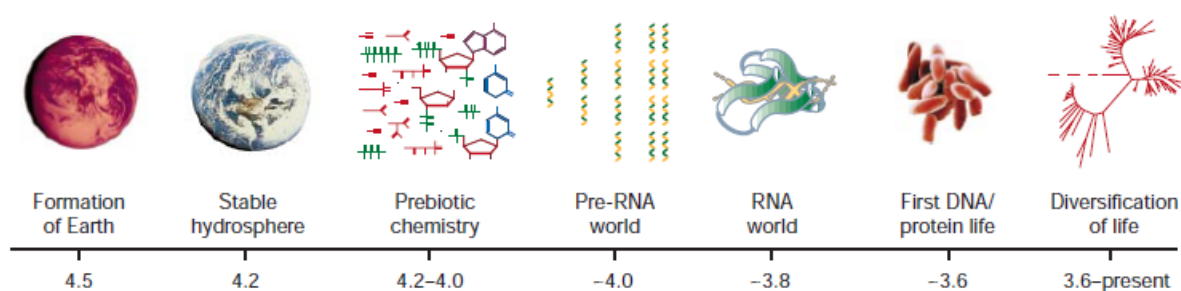 Formation
of Earth
Stable
hydrosphere
Prebiotic
chemistry
Pre-RNA
world
RNA
world
First DNA/
protein life
Diversification
of life
4.5
4.2
4.2–4.0
~4.0
~3.8
~3.6
3.6–present